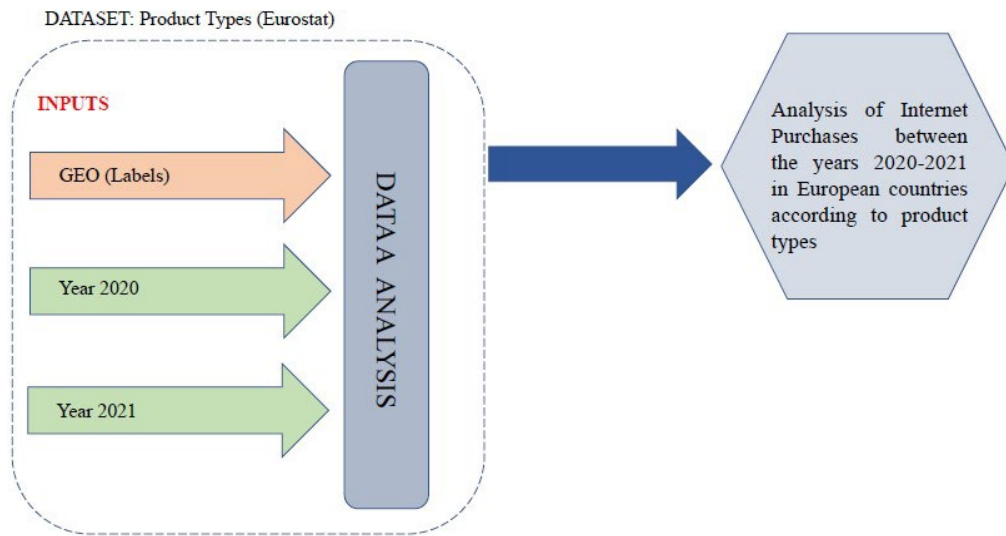 DATASET: Product Types (Eurostat)
INPUTS
GEO (Labels)
Year 2020
Year 2021
DATA A ANALYSIS
Analysis of Internet
Purchases between
the years 2020-2021
in European countries
according to product
types